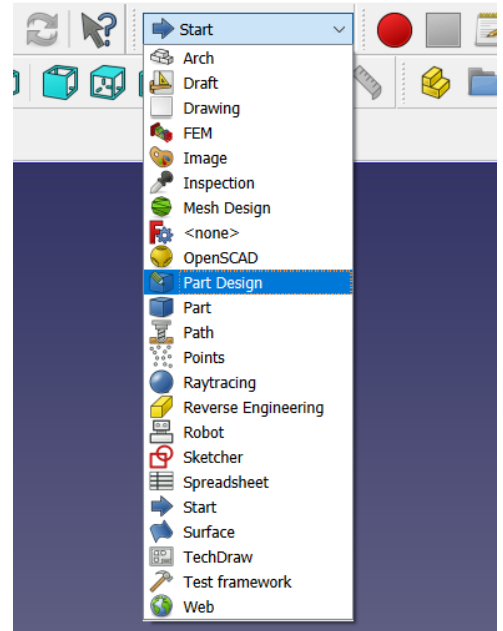 Start
Arch
Draft
Drawing
FEM
Image
Inspection
Mesh Design
<none>
OpenSCAD
Part Design
Part
Path
Points
Raytracing
Reverse Engineering
Robot
Sketcher
Spreadsheet
Start
Surface
TechDraw
Test framework
Web